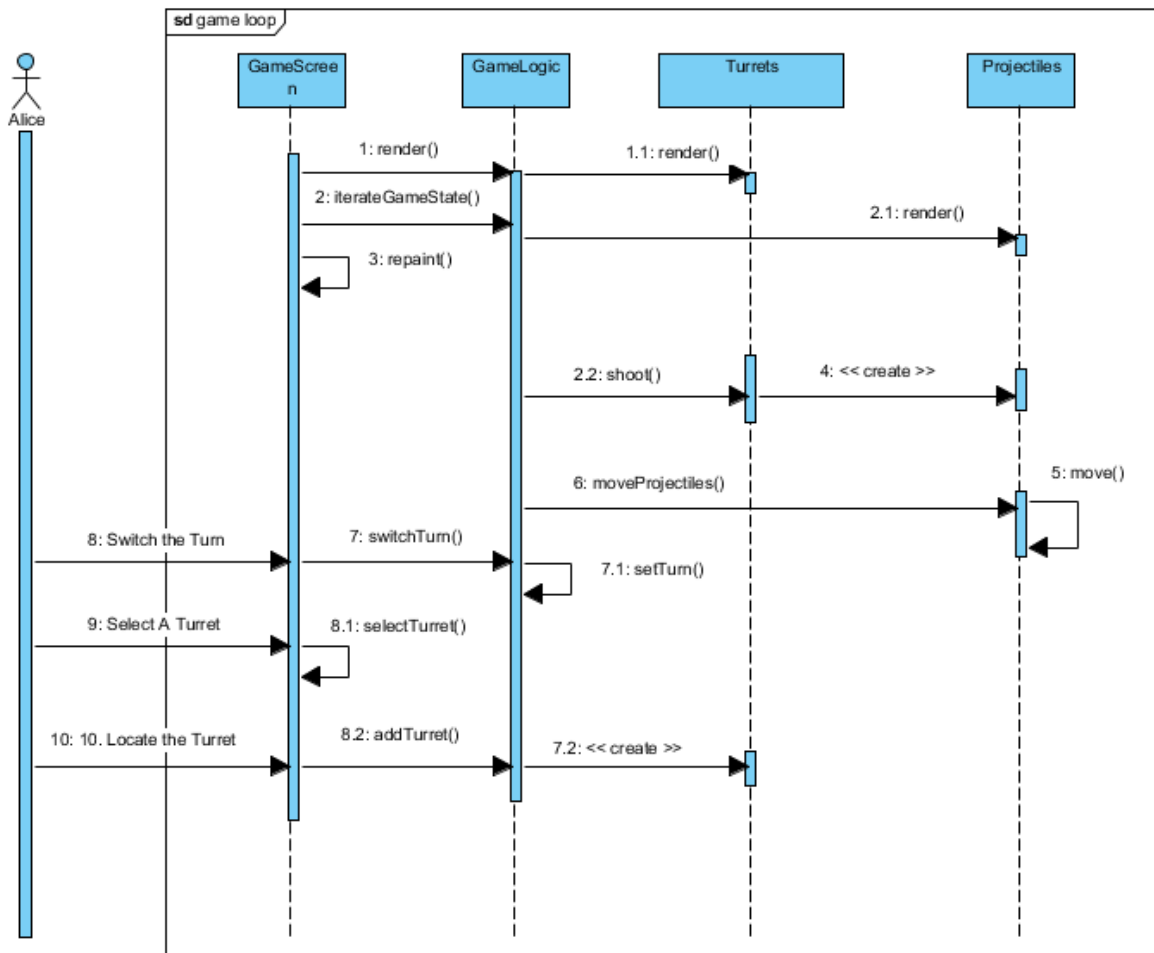 sd game loop
GameScree
n
GameLogic
Turrets
Projectiles
Alice
1: render()
1.1: render()
2: iterateGameState()
2.1: render()
3: repaint()
2.2: shoot()
4: << create >>
5: move()
6: moveProjectiles()
8: Switch the Turn
7: switchTurn()
7.1: setTurn()
9: Select A Turret
8.1: selectTurret()
10: 10. Locate the Turret
8.2: addTurret()
7.2: << create >>